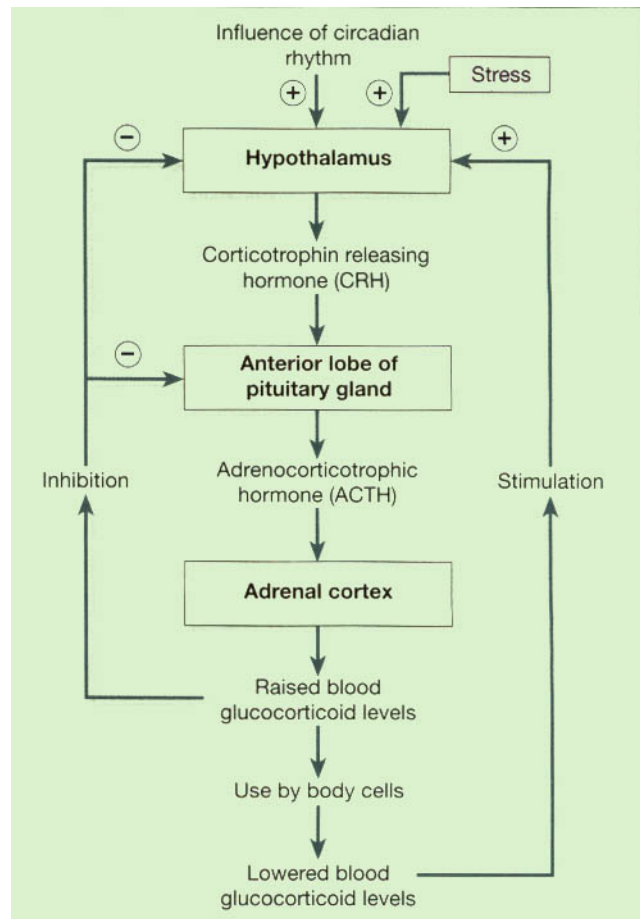 Influence of circadian
rhythm
+
+
Stress
−
+
Hypothalamus
Corticotrophin releasing
hormone (CRH)
−
Anterior lobe of
pituitary gland
Inhibition
Adrenocorticotrophic
hormone (ACTH)
Stimulation
Adrenal cortex
Raised blood
glucocorticoid levels
Use by body cells
Lowered blood
glucocorticoid levels